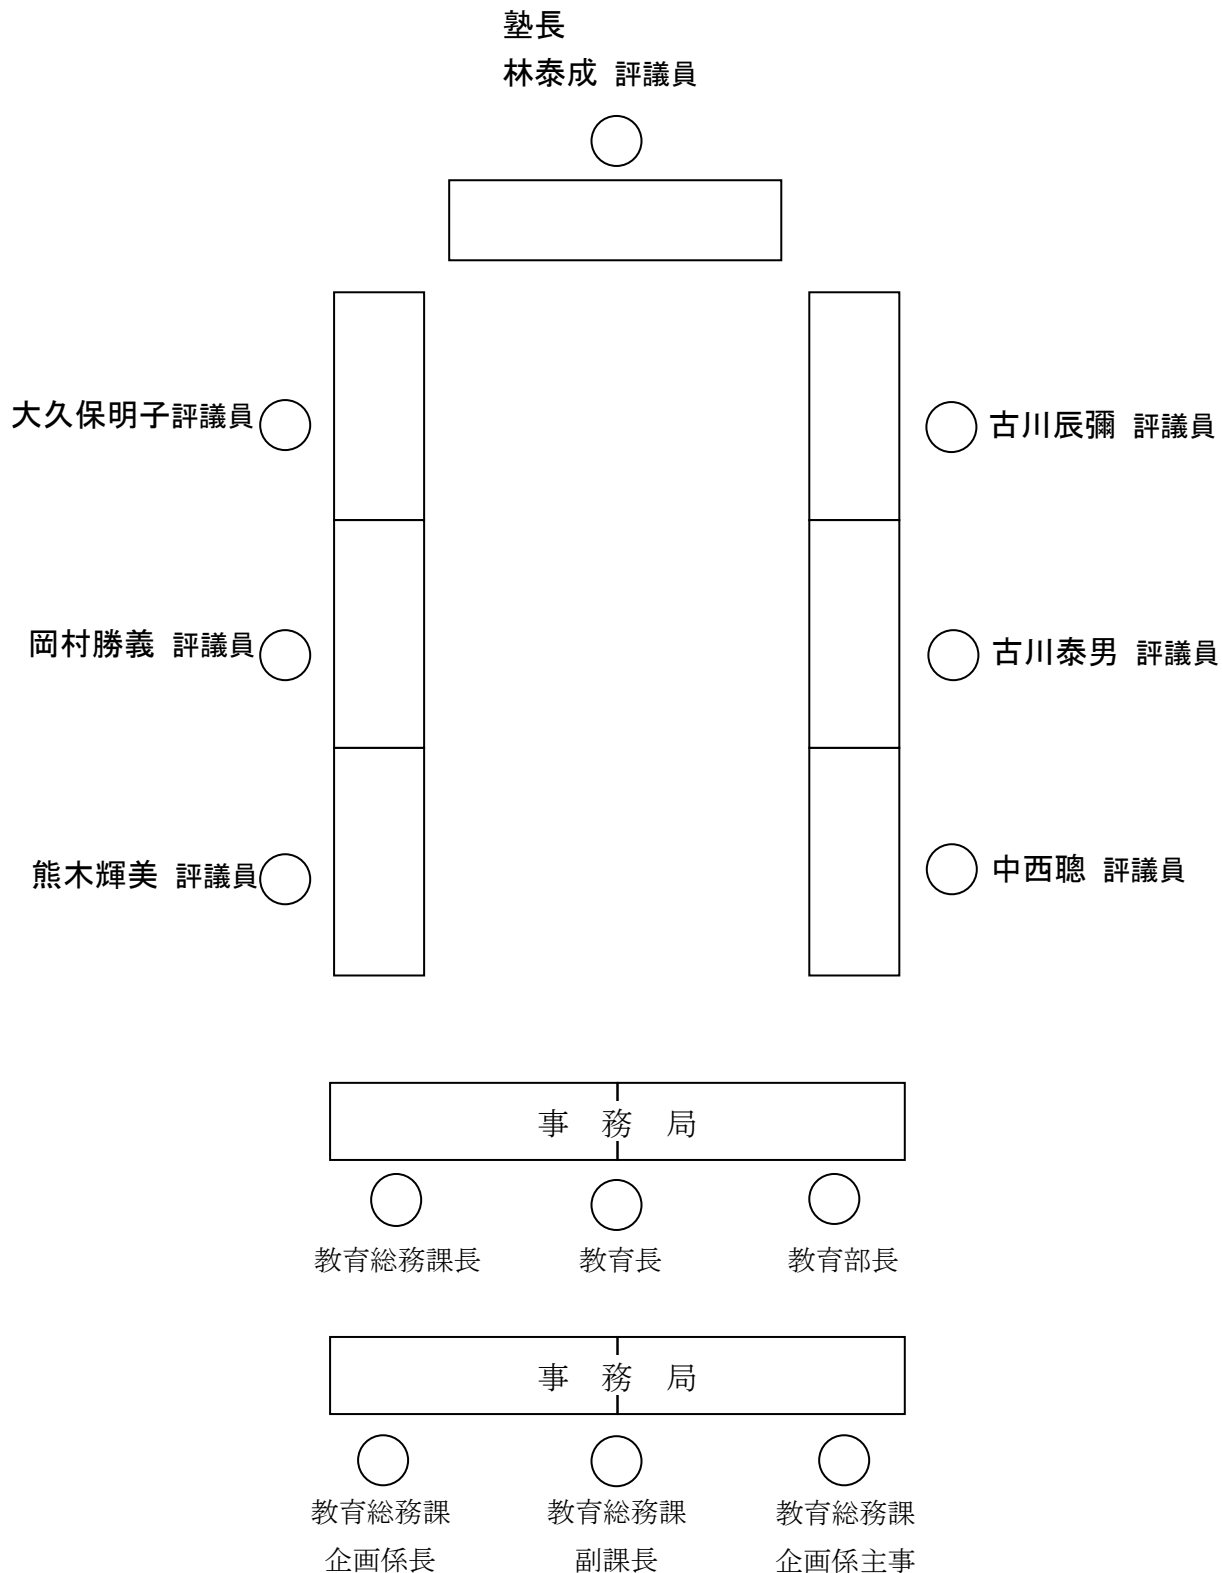 塾長
林泰成 評議員
大久保明子評議員
古川辰彌 評議員
岡村勝義 評議員
古川泰男 評議員
熊木輝美 評議員
中西聰 評議員
事 務 局
教育総務課長
教育長
教育部長
事 務 局
教育総務課
企画係長
教育総務課
副課長
教育総務課
企画係主事